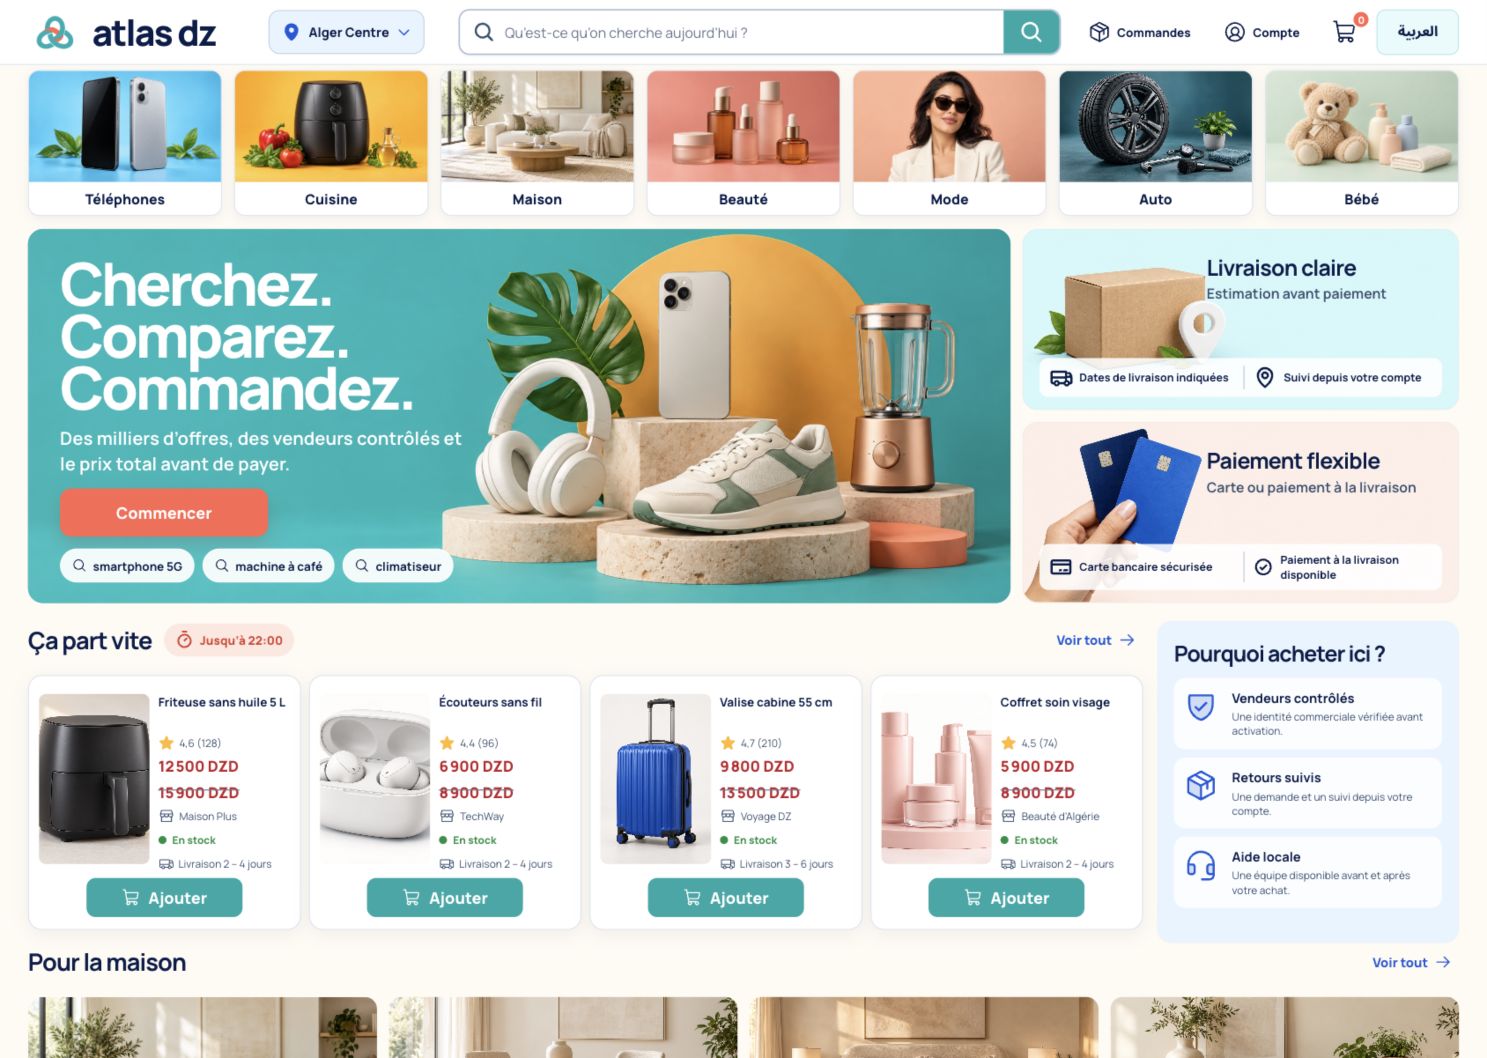 atlas dz
Alger Centre
Qu'est-ce qu'on cherche aujourd'hui ?
Commandes
Compte
0
العربية
Téléphones
Cuisine
Maison
Beauté
Mode
Auto
Bébé
Cherchez.
Comparez.
Commandez.
Des milliers d'offres, des vendeurs contrôlés et
le prix total avant de payer.
Commencer
smartphone 5G
machine à café
climatiseur
Livraison claire
Estimation avant paiement
Dates de livraison indiquées
Suivi depuis votre compte
Paiement flexible
Carte ou paiement à la livraison
Carte bancaire sécurisée
Paiement à la livraison
disponible
Ça part vite
Jusqu'à 22:00
Voir tout
Friteuse sans huile 5 L
4,6 (128)
12 500 DZD
15 900 DZD
Maison Plus
En stock
Livraison 2 – 4 jours
Ajouter
Écouteurs sans fil
4,4 (96)
6 900 DZD
8 900 DZD
TechWay
En stock
Livraison 2 – 4 jours
Ajouter
Valise cabine 55 cm
4,7 (210)
9 800 DZD
13 500 DZD
Voyage DZ
En stock
Livraison 3 – 6 jours
Ajouter
Coffret soin visage
4,5 (74)
5 900 DZD
8 900 DZD
Beauté d'Algérie
En stock
Livraison 2 – 4 jours
Ajouter
Pourquoi acheter ici ?
Vendeurs contrôlés
Une identité commerciale vérifiée avant
activation.
Retours suivis
Une demande et un suivi depuis votre
compte.
Aide locale
Une équipe disponible avant et après
votre achat.
Pour la maison
Voir tout